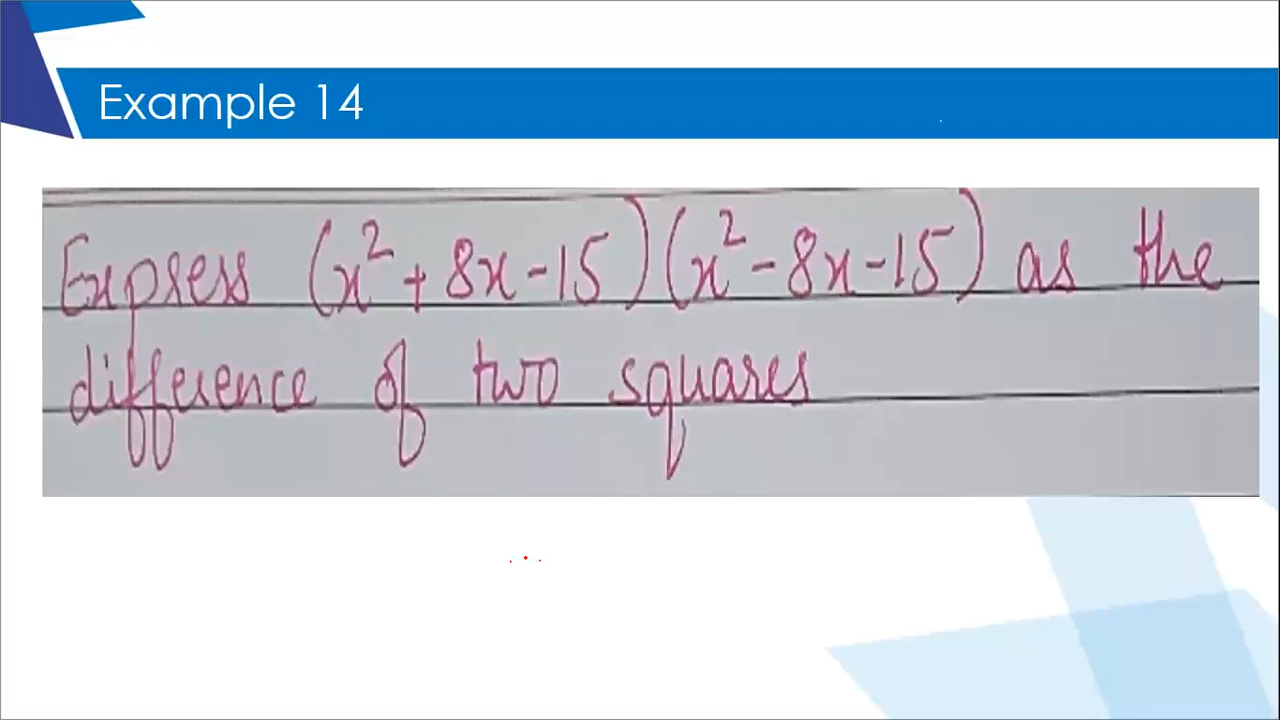 Example 14
Express (x² + 8x - 15) (x² - 8x - 15) as the
difference of two squares